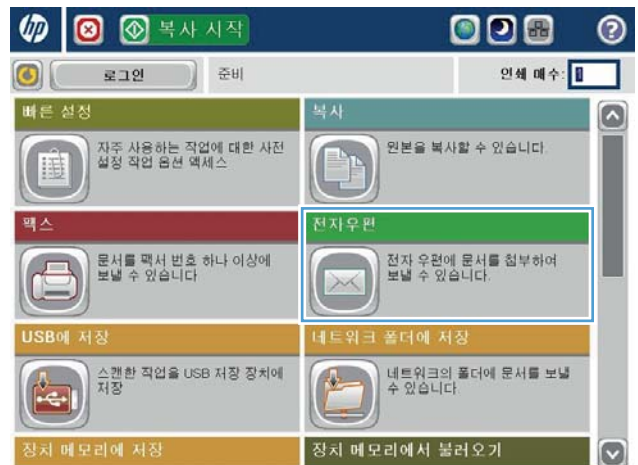 hp
복사 시작
?
로그인
준비
인쇄 매수: 1
빠른 설정
자주 사용하는 작업에 대한 사전
설정 작업 옵션 액세스
복사
원본을 복사할 수 있습니다.
팩스
문서를 팩서 번호 하나 이상에
보낼 수 있습니다
전자우편
전자 우편에 문서를 첨부하여
보낼 수 있습니다.
USB에 저장
스캔한 작업을 USB 저장 장치에
저장
네트워크 폴더에 저장
네트워크의 폴더에 문서를 보낼
수 있습니다
장치 메모리에 저장
장치 메모리에서 불러오기